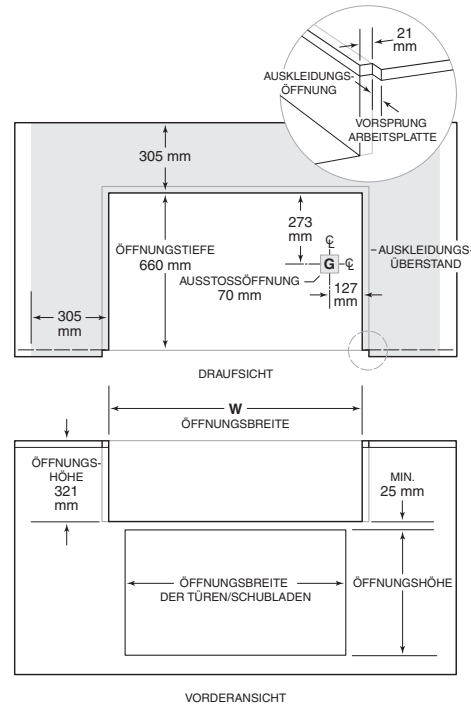 21
mm
AUSKLEIDUNGS-
ÖFFNUNG
VORSPRUNG
ARBEITSPLATTE
305 mm
273
mm
ÖFFNUNGSTIEFE
660 mm
G
AUSKLEIDUNGS-
ÜBERSTAND
AUSSTOSSÖFFNUNG
70 mm
127
mm
305
mm
DRAUFSICHT
W
ÖFFNUNGSBREITE
ÖFFNUNGS-
HÖHE
321
mm
MIN.
25 mm
ÖFFNUNGSBREITE
DER TÜREN/SCHUBLADEN
ÖFFNUNGSHÖHE
VORDERANSICHT